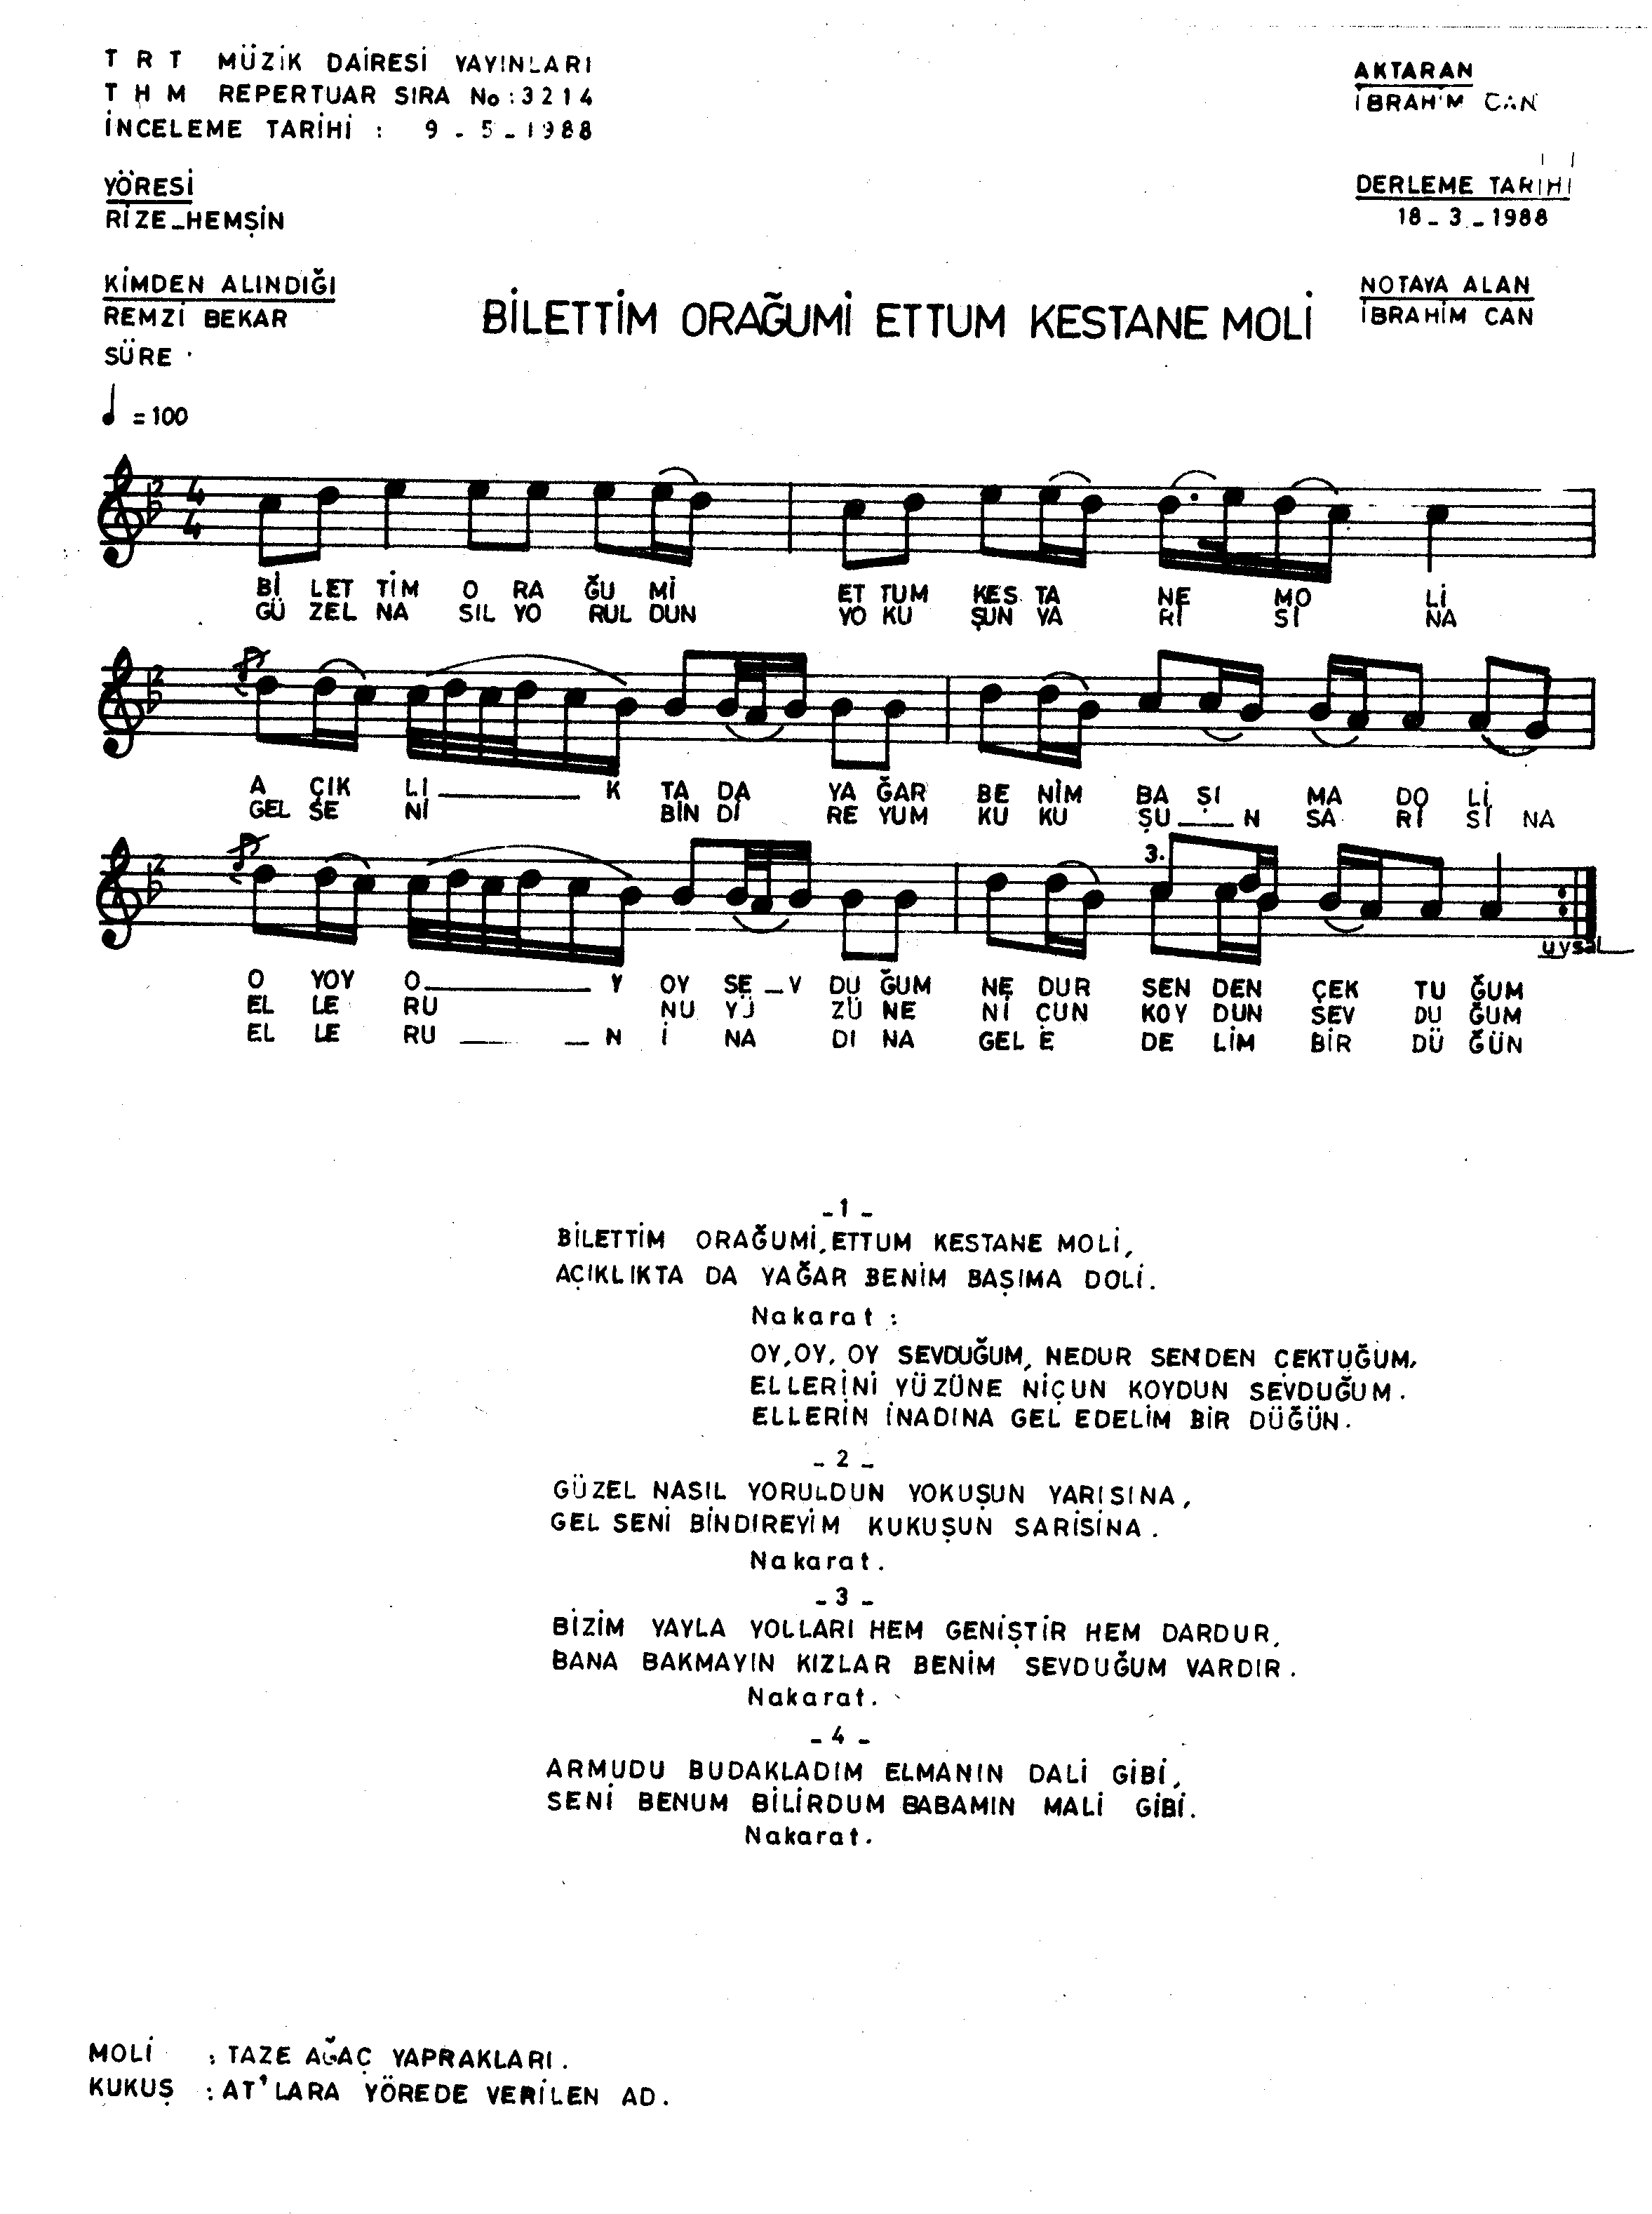 T R T MÜZİK DAİRESİ YAYINLARI
T H M REPERTUAR SIRA No : 3214
İNCELEME TARİHİ : 9 - 5 - 1988
AKTARAN
İBRAHİM CAN
YÖRESİ
RİZE-HEMŞİN
DERLEME TARİHİ
18 - 3 - 1988
KİMDEN ALINDIĞI
REMZİ BEKAR
SÜRE
BİLETTİM ORAĞUMİ ETTUM KESTANE MOLİ
NOTAYA ALAN
İBRAHİM CAN
= 100
2 4 4
Bİ LET TİM O RA ĞU Mİ ET TUM KES TA NE MO Lİ
GÜ ZEL NA SIL YO RUL DUN YO KU ŞUN YA RI SI NA
2
A ÇIK LI K TA DA YA ĞAR BE NİM BA ŞI MA DO Lİ
GEL SE Nİ BİN Dİ RE YUM KU KU ŞU N SA RI Sİ NA
2 3.
uysal
O YOY O Y OY SE V DU ĞUM NE DUR SEN DEN ÇEK TU ĞUM
EL LE RU NU YÜ ZÜ NE Nİ ÇUN KOY DUN SEV DU ĞUM
EL LE RU N İ NA DI NA GEL E DE LİM BİR DÜ ĞÜN
- 1 -
BİLETTİM ORAĞUMİ, ETTUM KESTANE MOLİ,
AÇIKLIKTA DA YAĞAR BENİM BAŞIMA DOLİ.
Nakarat :
OY, OY, OY SEVDUĞUM, NEDUR SENDEN ÇEKTUĞUM,
ELLERİNİ YÜZÜNE NİÇUN KOYDUN SEVDUĞUM.
ELLERİN İNADINA GEL EDELİM BİR DÜĞÜN.
- 2 -
GÜZEL NASIL YORULDUN YOKUŞUN YARISINA,
GEL SENİ BİNDİREYİM KUKUŞUN SARİSİNA.
Nakarat.
- 3 -
BİZİM YAYLA YOLLARI HEM GENİŞTİR HEM DARDUR,
BANA BAKMAYIN KIZLAR BENİM SEVDUĞUM VARDIR.
Nakarat.
- 4 -
ARMUDU BUDAKLADIM ELMANIN DALİ GİBİ,
SENİ BENUM BİLİRDUM BABAMIN MALİ GİBİ.
Nakarat.
MOLİ : TAZE AĞAÇ YAPRAKLARI.
KUKUŞ : AT'LARA YÖREDE VERİLEN AD.